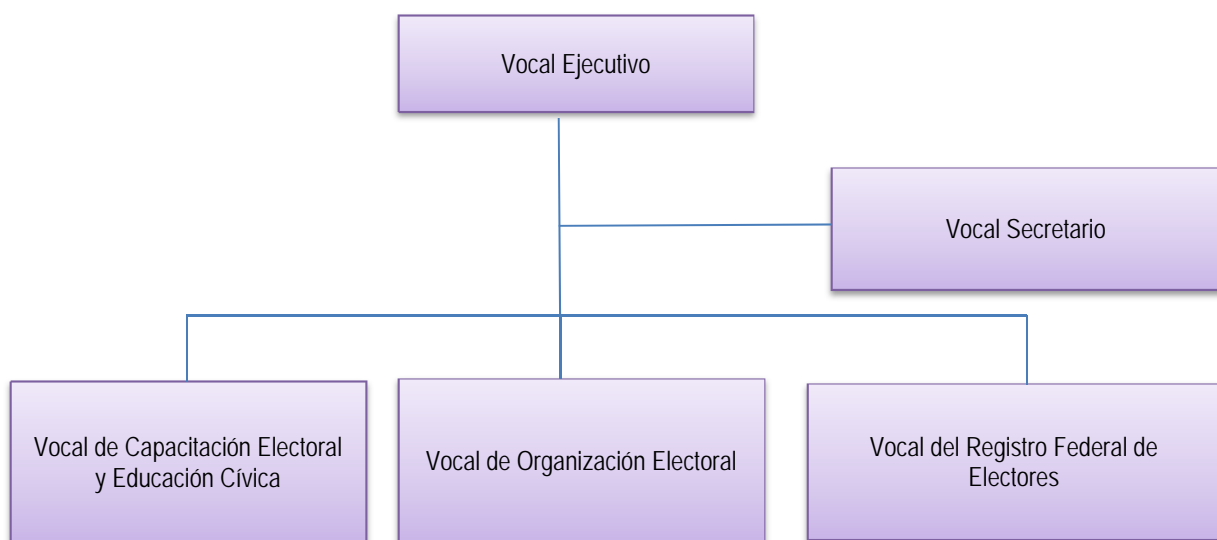 Vocal Ejecutivo
Vocal Secretario
Vocal de Capacitación Electoral
y Educación Cívica
Vocal de Organización Electoral
Vocal del Registro Federal de
Electores